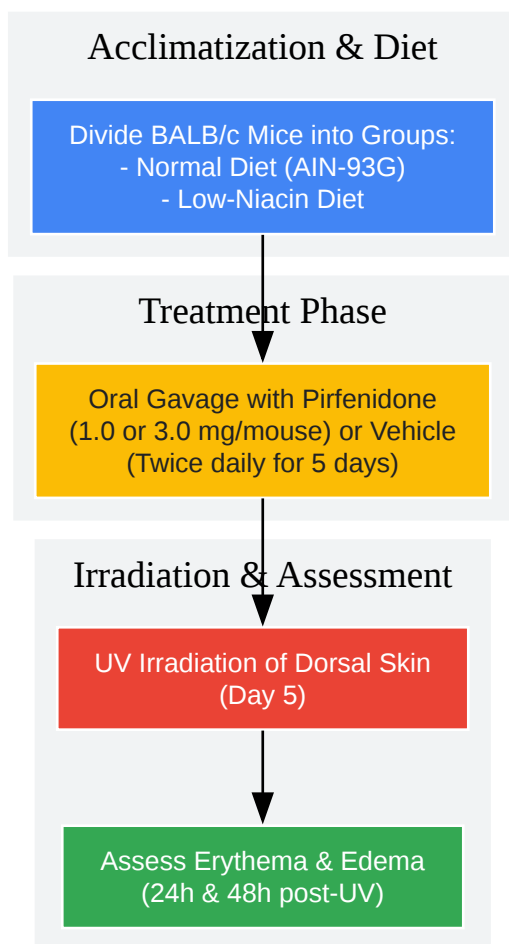 Acclimatization & Diet
Divide BALB/c Mice into Groups:
- Normal Diet (AIN-93G)
- Low-Niacin Diet
Treatment Phase
Oral Gavage with Pirfenidone
(1.0 or 3.0 mg/mouse) or Vehicle
(Twice daily for 5 days)
Irradiation & Assessment
UV Irradiation of Dorsal Skin
(Day 5)
Assess Erythema & Edema
(24h & 48h post-UV)